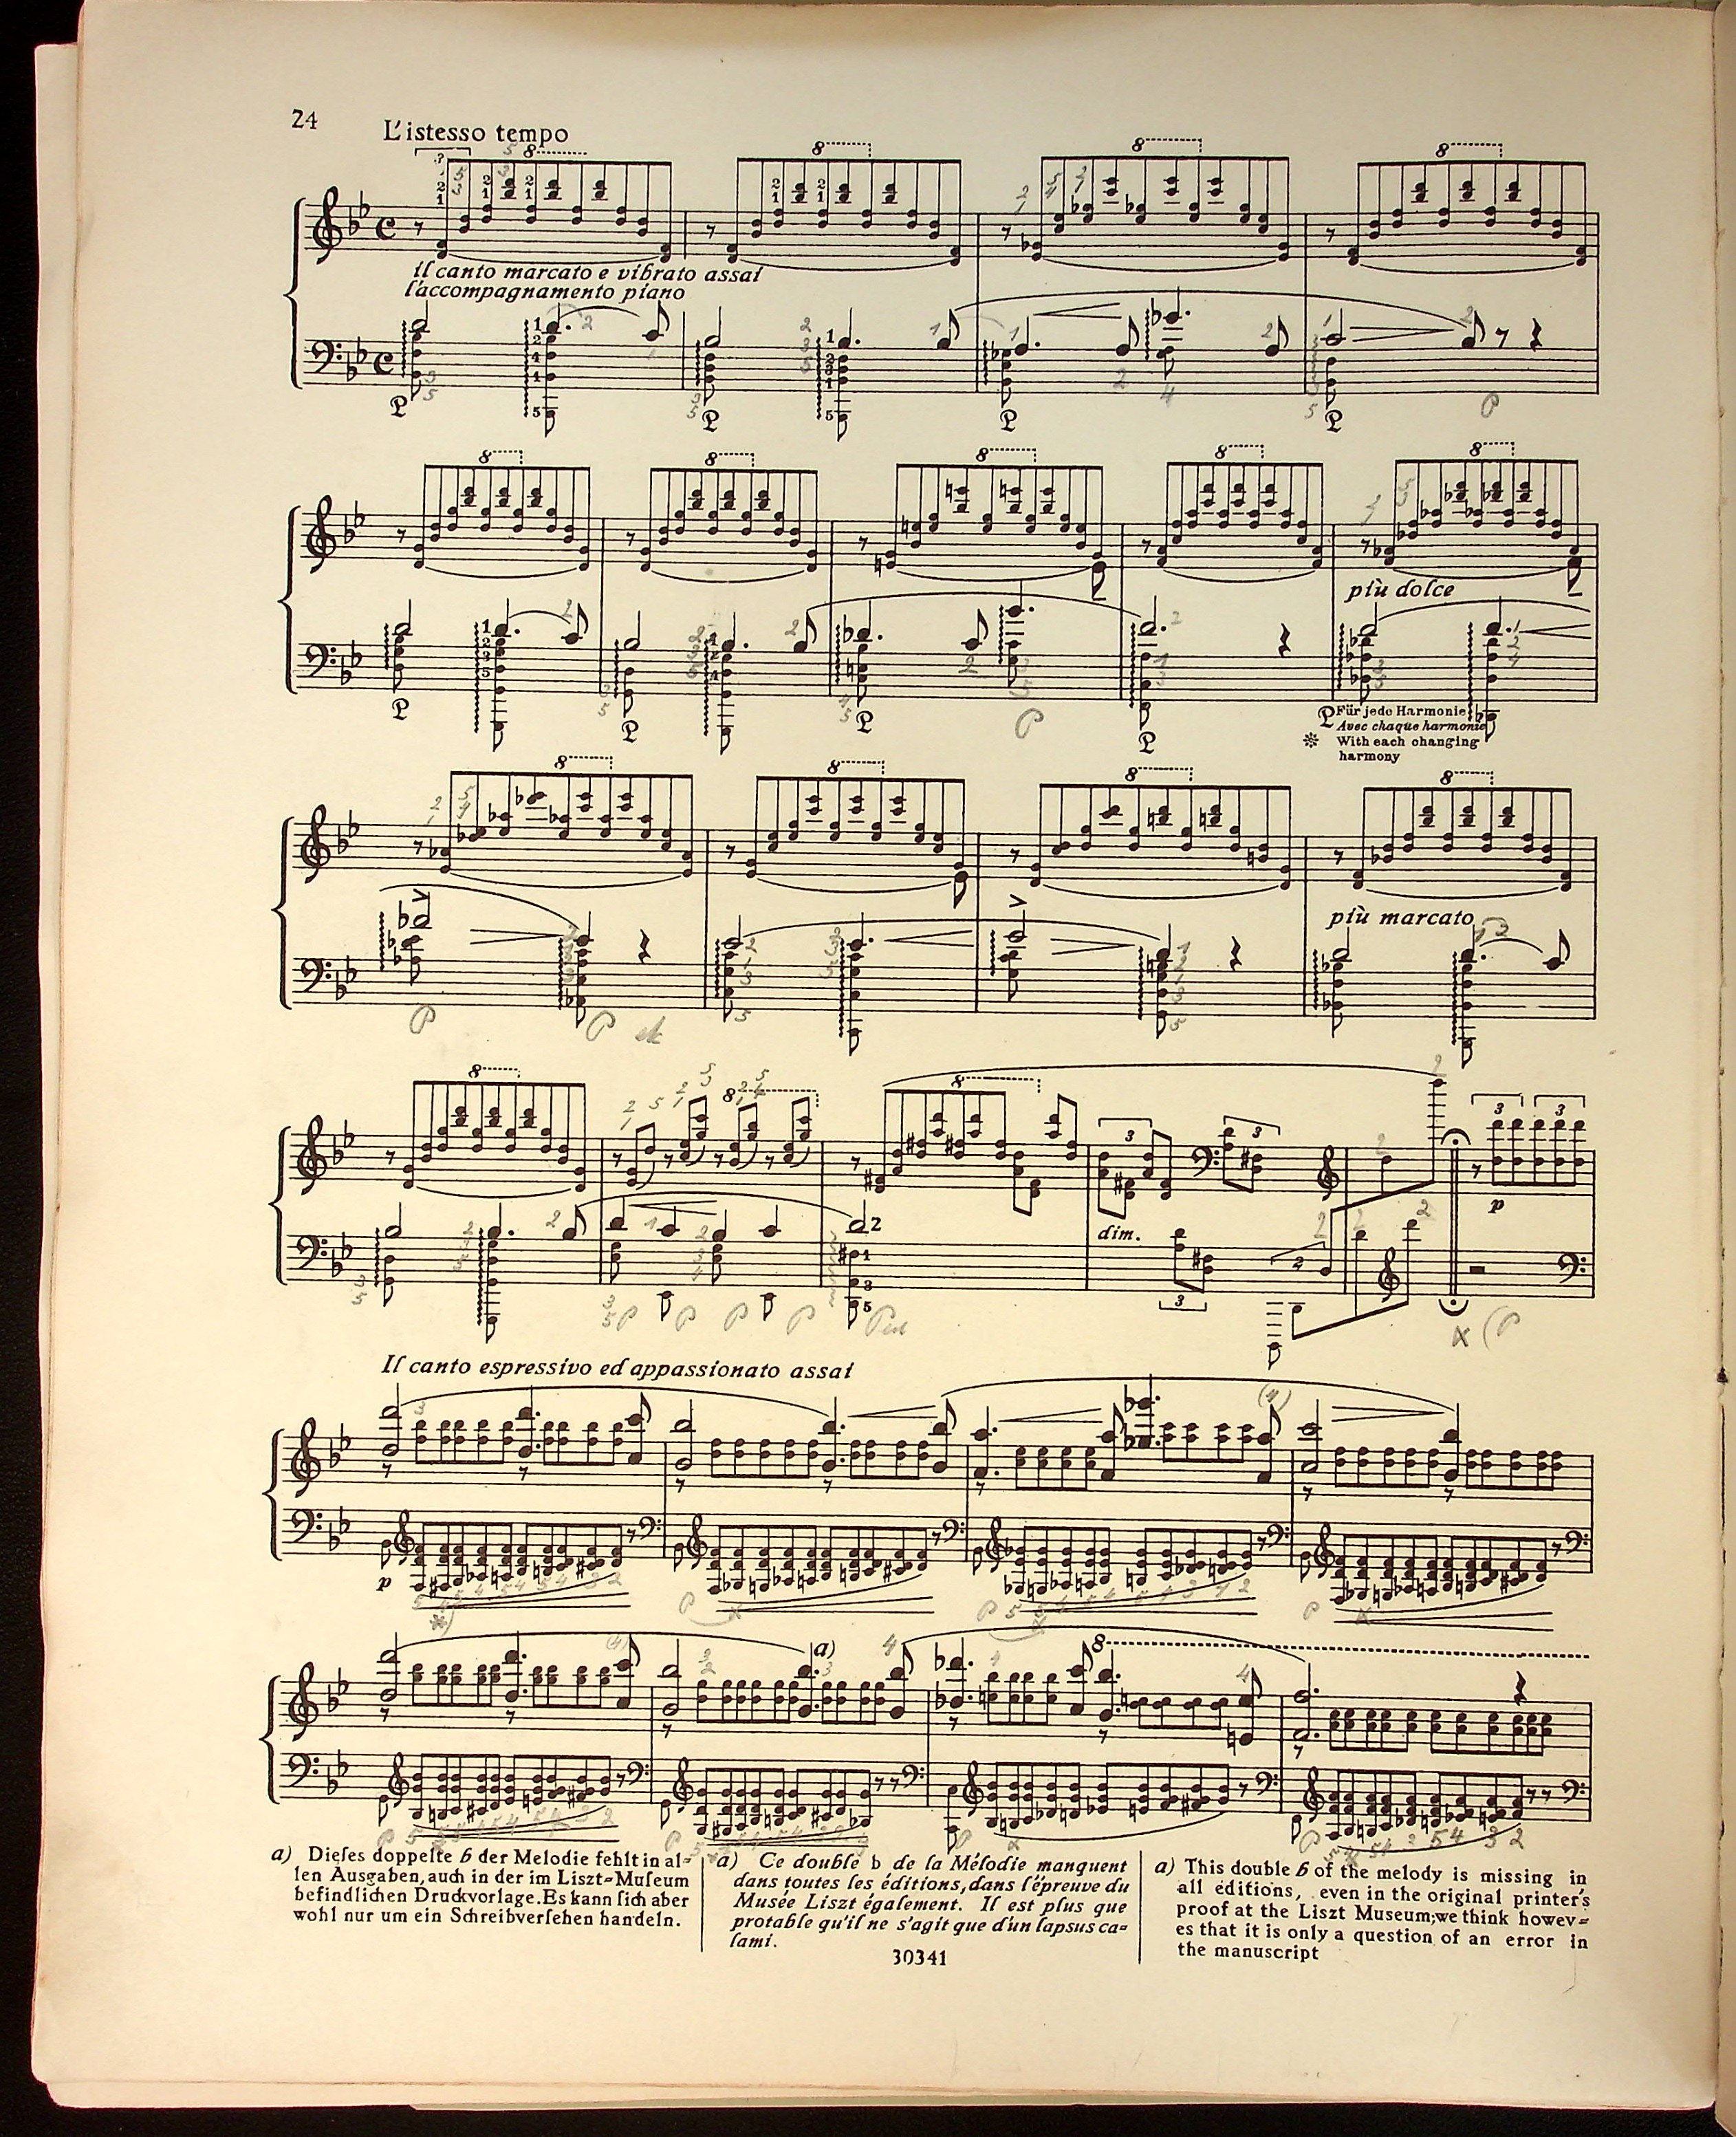 24
L'istesso tempo
il canto marcato e vibrato assai
l'accompagnamento piano
più dolce
Für jede Harmonie
Avec chaque harmonie
With each changing
harmony
più marcato
dim.
p
Il canto espressivo ed appassionato assai
p
a)
a) Dieſes doppelte b der Melodie fehlt in al=
len Ausgaben, auch in der im Liszt=Muſeum
befindlichen Druckvorlage. Es kann ſich aber
wohl nur um ein Schreibverſehen handeln.
a) Ce double b de la Mélodie manquent
dans toutes les éditions, dans l'épreuve du
Musée Liszt également. Il est plus que
protable qu'il ne s'agit que d'un lapsus ca=
lami.
a) This double b of the melody is missing in
all editions, even in the original printer's
proof at the Liszt Museum; we think howev=
es that it is only a question of an error in
the manuscript
30341